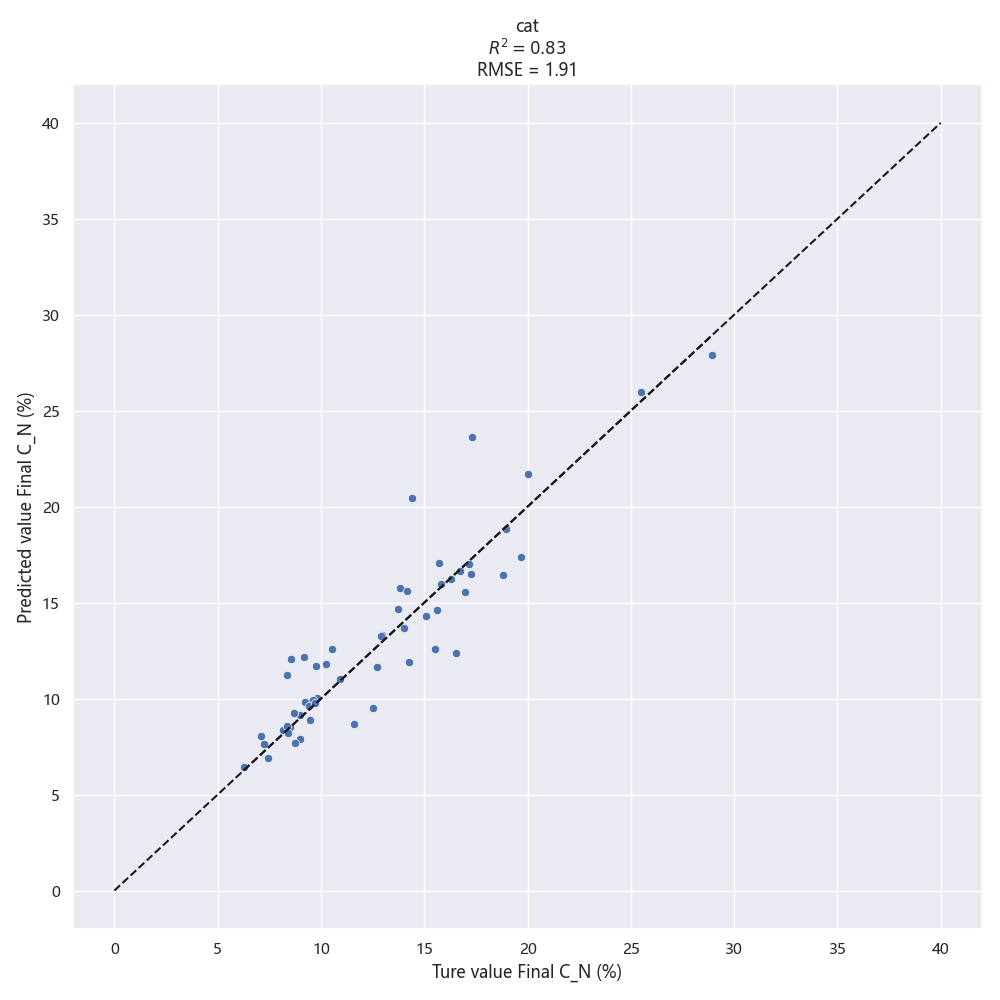 cat
R² = 0.83
RMSE = 1.91
40
35
30
25
20
15
10
5
0
Predicted value Final C_N (%)
0 5 10 15 20 25 30 35 40
Ture value Final C_N (%)